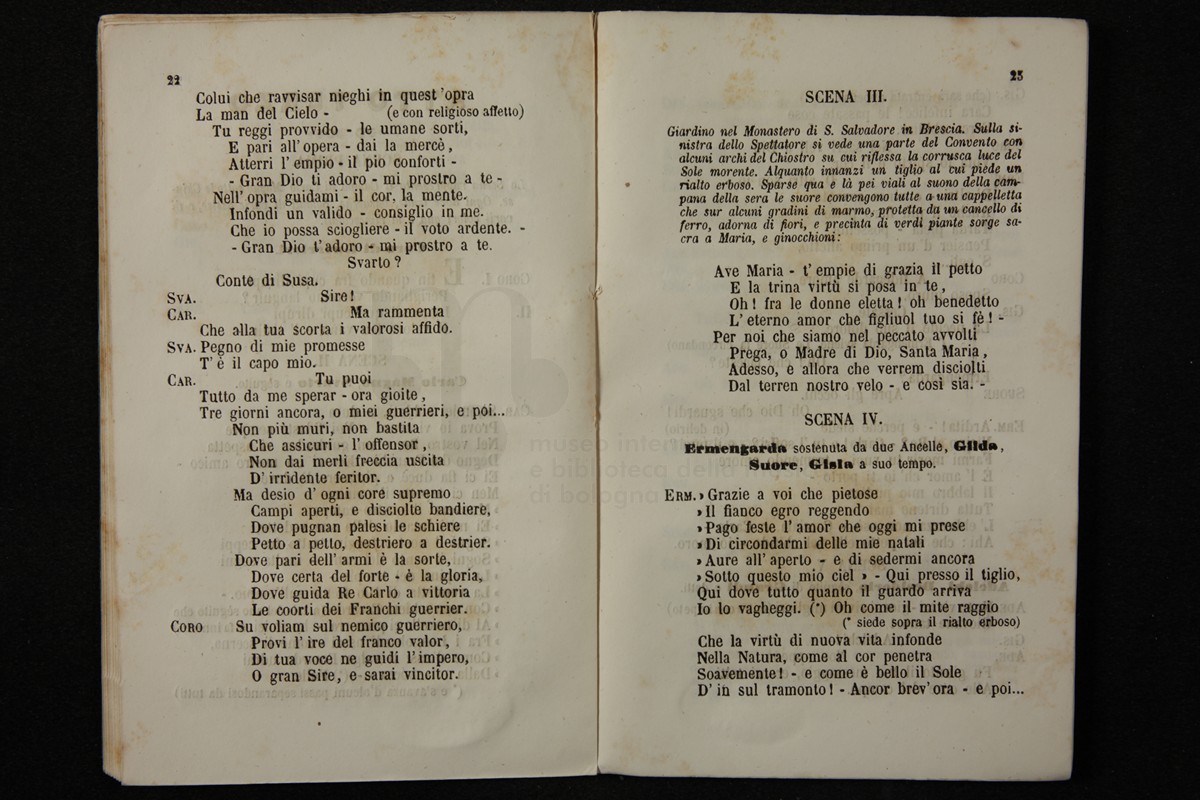 22
Colui che ravvisar nieghi in quest'opra
La man del Cielo - (e con religioso affetto)
Tu reggi provvido - le umane sorti,
E pari all'opera - dai la mercè,
Atterri l'empio - il pio conforti -
- Gran Dio ti adoro - mi prostro a te -
Nell'opra guidami - il cor, la mente.
Infondi un valido - consiglio in me.
Che io possa sciogliere - il voto ardente. -
- Gran Dio t'adoro - mi prostro a te.
Svarto?
Conte di Susa.
SVA. Sire!
CAR. Ma rammenta
Che alla tua scorta i valorosi affido.
SVA. Pegno di mie promesse
T'è il capo mio.
CAR. Tu puoi
Tutto da me sperar - ora gioite,
Tre giorni ancora, o miei guerrieri, e poi...
Non più muri, non bastita
Che assicuri - l'offensor,
Non dai merli freccia uscita
D'irridente feritor.
Ma desio d'ogni core supremo
Campi aperti, e disciolte bandiere,
Dove pugnan palesi le schiere
Petto a petto, destriero a destrier.
Dove pari dell'armi è la sorte,
Dove certa del forte - è la gloria,
Dove guida Re Carlo a vittoria
Le coorti dei Franchi guerrier.
CORO Su voliam sul nemico guerriero,
Provi l'ire del franco valor,
Di tua voce ne guidi l'impero,
O gran Sire, e sarai vincitor.
23
SCENA III.
Giardino nel Monastero di S. Salvadore in Brescia. Sulla si-
nistra dello Spettatore si vede una parte del Convento con
alcuni archi del Chiostro su cui riflessa la corrusca luce del
Sole morente. Alquanto innanzi un tiglio al cui piede un
rialto erboso. Sparse qua e là pei viali al suono della cam-
pana della sera le suore convengono tutte a una cappelletta
che sur alcuni gradini di marmo, protetta da un cancello di
ferro, adorna di fiori, e precinta di verdi piante sorge sa-
cra a Maria, e ginocchioni:
Ave Maria - t'empie di grazia il petto
E la trina virtù si posa in te,
Oh! fra le donne eletta! oh benedetto
L'eterno amor che figliuol tuo si fè! -
Per noi che siamo nel peccato avvolti
Prega, o Madre di Dio, Santa Maria,
Adesso, e allora che verrem disciolti
Dal terren nostro velo - e così sia. -
SCENA IV.
Ermengarda sostenuta da due Ancelle, Gilda,
Suore, Gisla a suo tempo.
ERM. » Grazie a voi che pietose
» Il fianco egro reggendo
» Pago feste l'amor che oggi mi prese
» Di circondarmi delle mie natali
» Aure all'aperto - e di sedermi ancora
» Sotto questo mio ciel » - Qui presso il tiglio,
Qui dove tutto quanto il guardo arriva
Io lo vagheggi. (*) Oh come il mite raggio
(* siede sopra il rialto erboso)
Che la virtù di nuova vita infonde
Nella Natura, come al cor penetra
Soavemente! - e come è bello il Sole
D'in sul tramonto! - Ancor brev'ora - e poi...